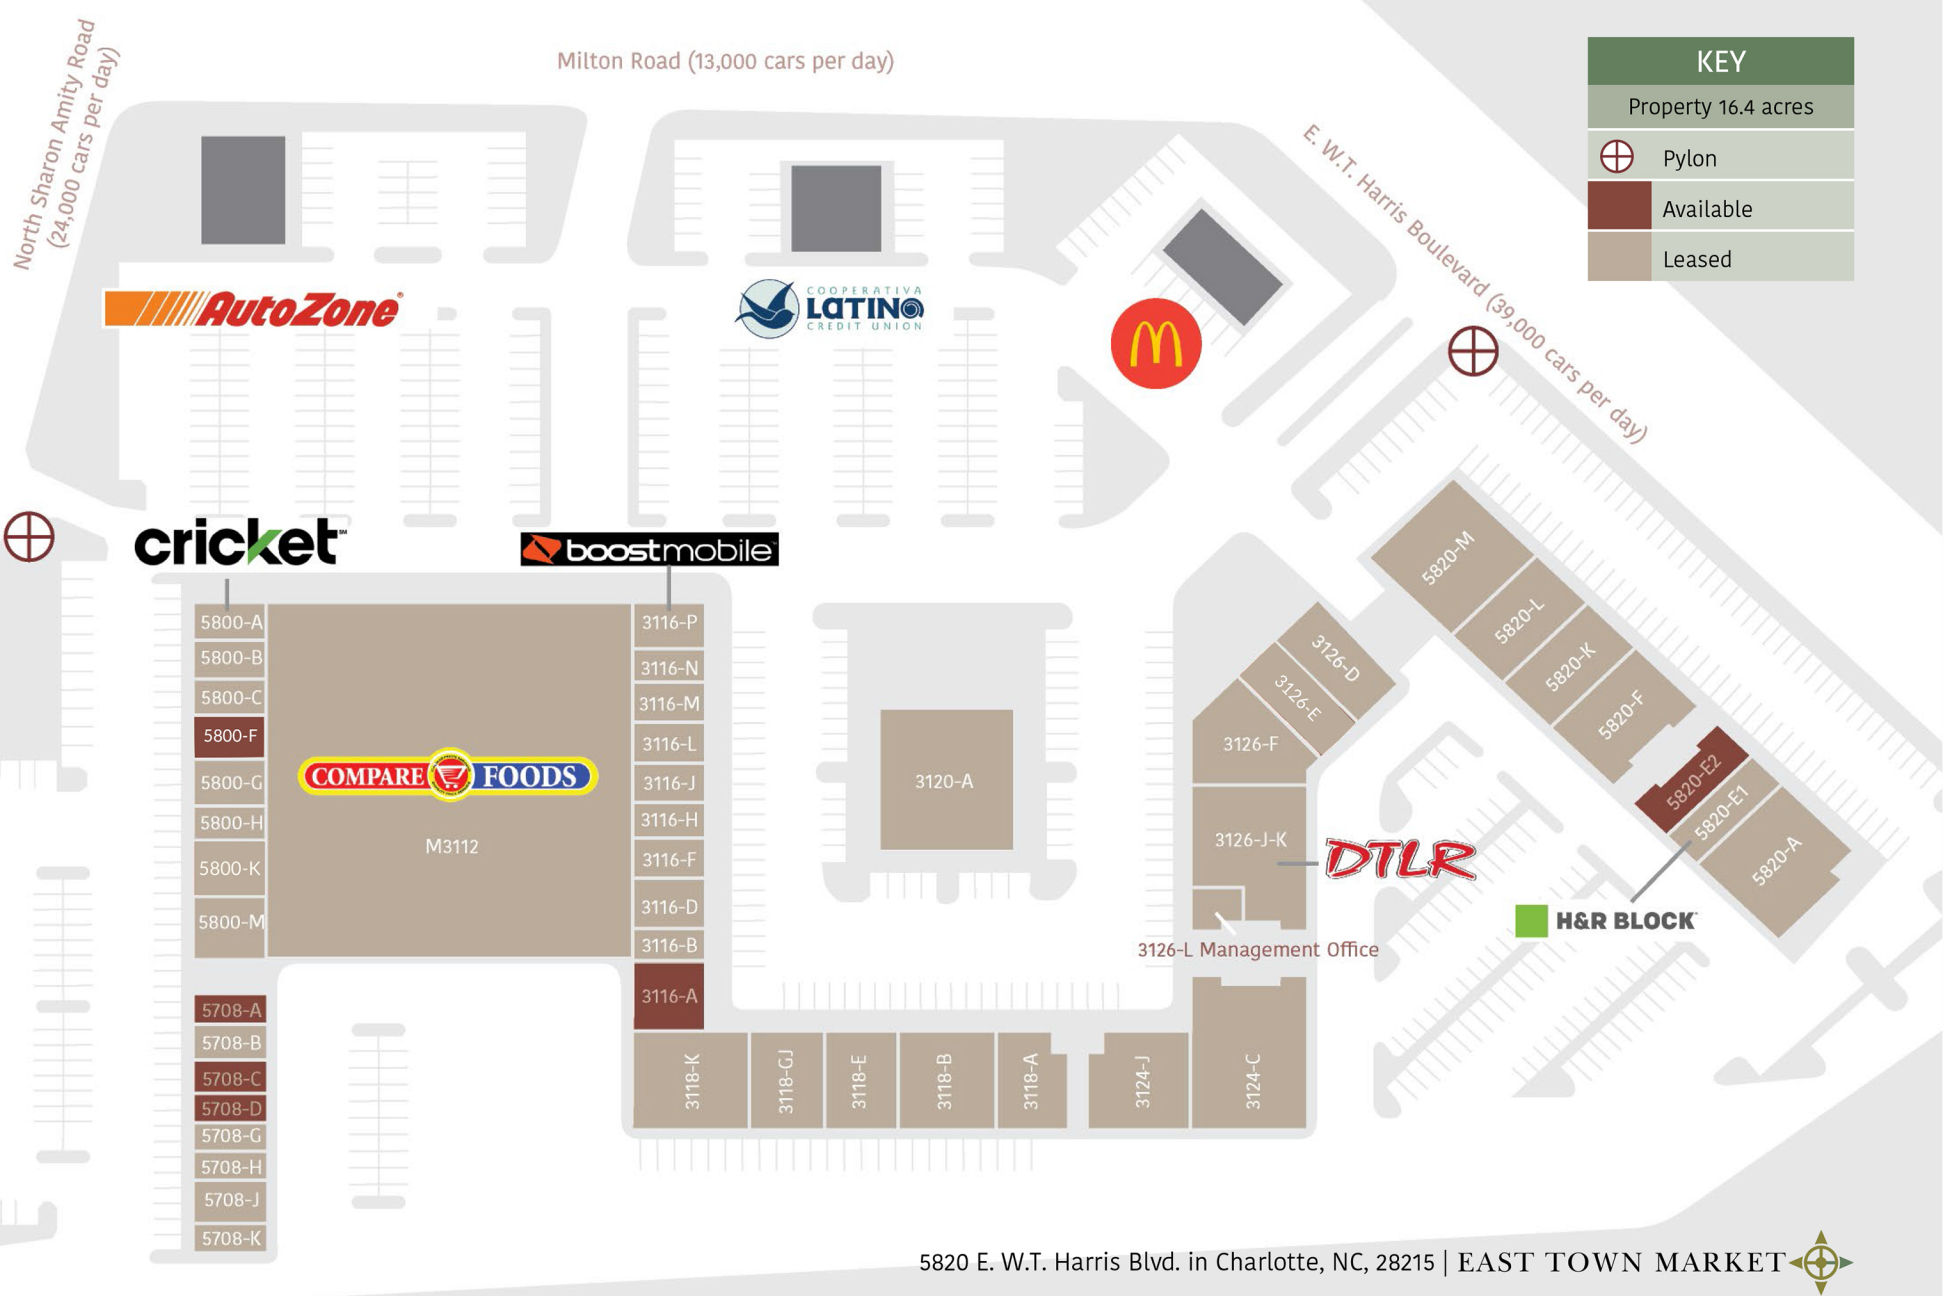 North Sharon Amity Road
(24,000 cars per day)
Milton Road (13,000 cars per day)
E. W.T. Harris Boulevard (39,000 cars per day)
KEY
Property 16.4 acres
Pylon
Available
Leased
AutoZone
COOPERATIVA
LATINO
CREDIT UNION
cricket
boostmobile
5800-A
5800-B
5800-C
5800-F
5800-G
5800-H
5800-K
5800-M
COMPARE FOODS
M3112
3116-P
3116-N
3116-M
3116-L
3116-J
3116-H
3116-F
3116-D
3116-B
3116-A
5708-A
5708-B
5708-C
5708-D
5708-G
5708-H
5708-J
5708-K
3118-K
3118-GJ
3118-E
3118-B
3118-A
3124-J
3124-C
3120-A
3126-D
3126-E
3126-F
3126-J-K
DTLR
3126-L Management Office
5820-M
5820-L
5820-K
5820-F
5820-E2
5820-E1
5820-A
H&R BLOCK
5820 E. W.T. Harris Blvd. in Charlotte, NC, 28215 | EAST TOWN MARKET